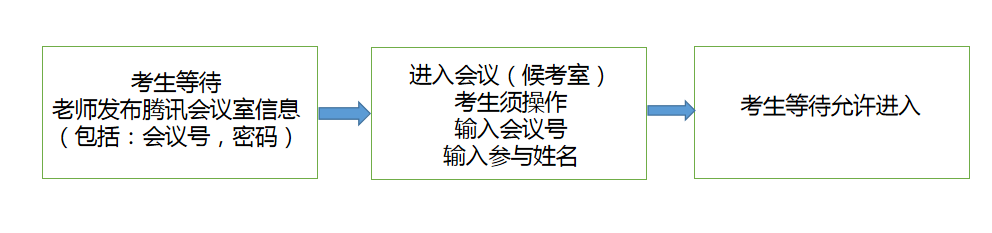 考生等待
老师发布腾讯会议室信息
（包括：会议号，密码）
进入会议（候考室）
考生须操作
输入会议号
输入参与姓名
考生等待允许进入